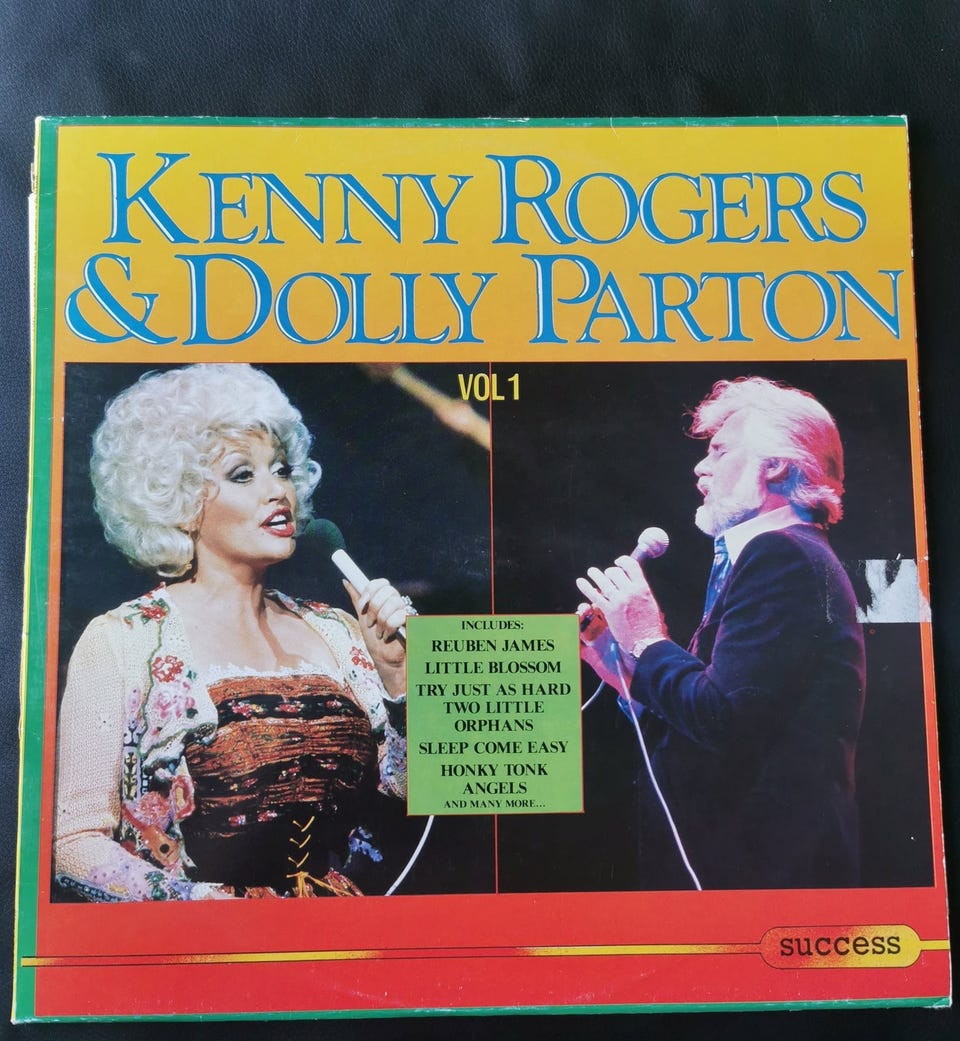 KENNY ROGERS
& DOLLY PARTON
VOL 1
INCLUDES:
REUBEN JAMES
LITTLE BLOSSOM
TRY JUST AS HARD
TWO LITTLE
ORPHANS
SLEEP COME EASY
HONKY TONK
ANGELS
AND MANY MORE...
success